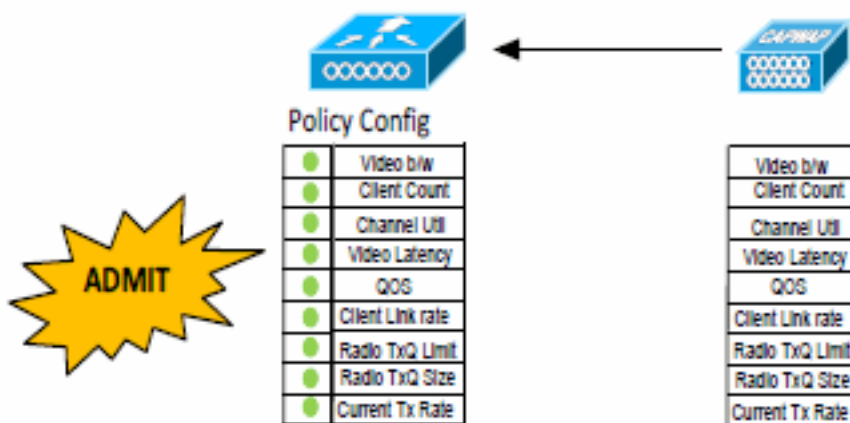 CAPWAP
Policy Config
Video b/w
Client Count
Channel Util
Video Latency
QOS
Client Link rate
Radio TxQ Limit
Radio TxQ Size
Current Tx Rate
ADMIT
Video b/w
Client Count
Channel Util
Video Latency
QOS
Client Link rate
Radio TxQ Limit
Radio TxQ Size
Current Tx Rate